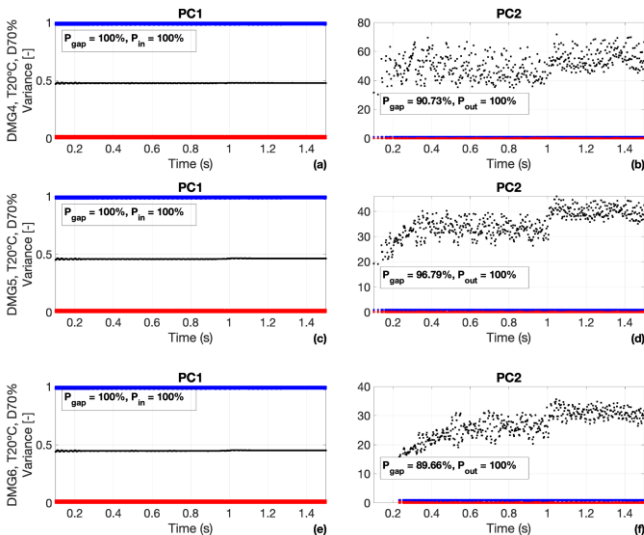 PC1
PC2
DMG4, T20ºC, D70%
Variance [-]
1
0.5
0
P_gap = 100%, P_in = 100%
0.2 0.4 0.6 0.8 1 1.2 1.4
Time (s)
(a)
80
60
40
20
0
P_gap = 90.73%, P_out = 100%
0.2 0.4 0.6 0.8 1 1.2 1.4
Time (s)
(b)
PC1
PC2
DMG5, T20ºC, D70%
Variance [-]
1
0.5
0
P_gap = 100%, P_in = 100%
0.2 0.4 0.6 0.8 1 1.2 1.4
Time (s)
(c)
40
30
20
10
0
P_gap = 96.79%, P_out = 100%
0.2 0.4 0.6 0.8 1 1.2 1.4
Time (s)
(d)
PC1
PC2
DMG6, T20ºC, D70%
Variance [-]
1
0.5
0
P_gap = 100%, P_in = 100%
0.2 0.4 0.6 0.8 1 1.2 1.4
Time (s)
(e)
40
30
20
10
0
P_gap = 89.66%, P_out = 100%
0.2 0.4 0.6 0.8 1 1.2 1.4
Time (s)
(f)